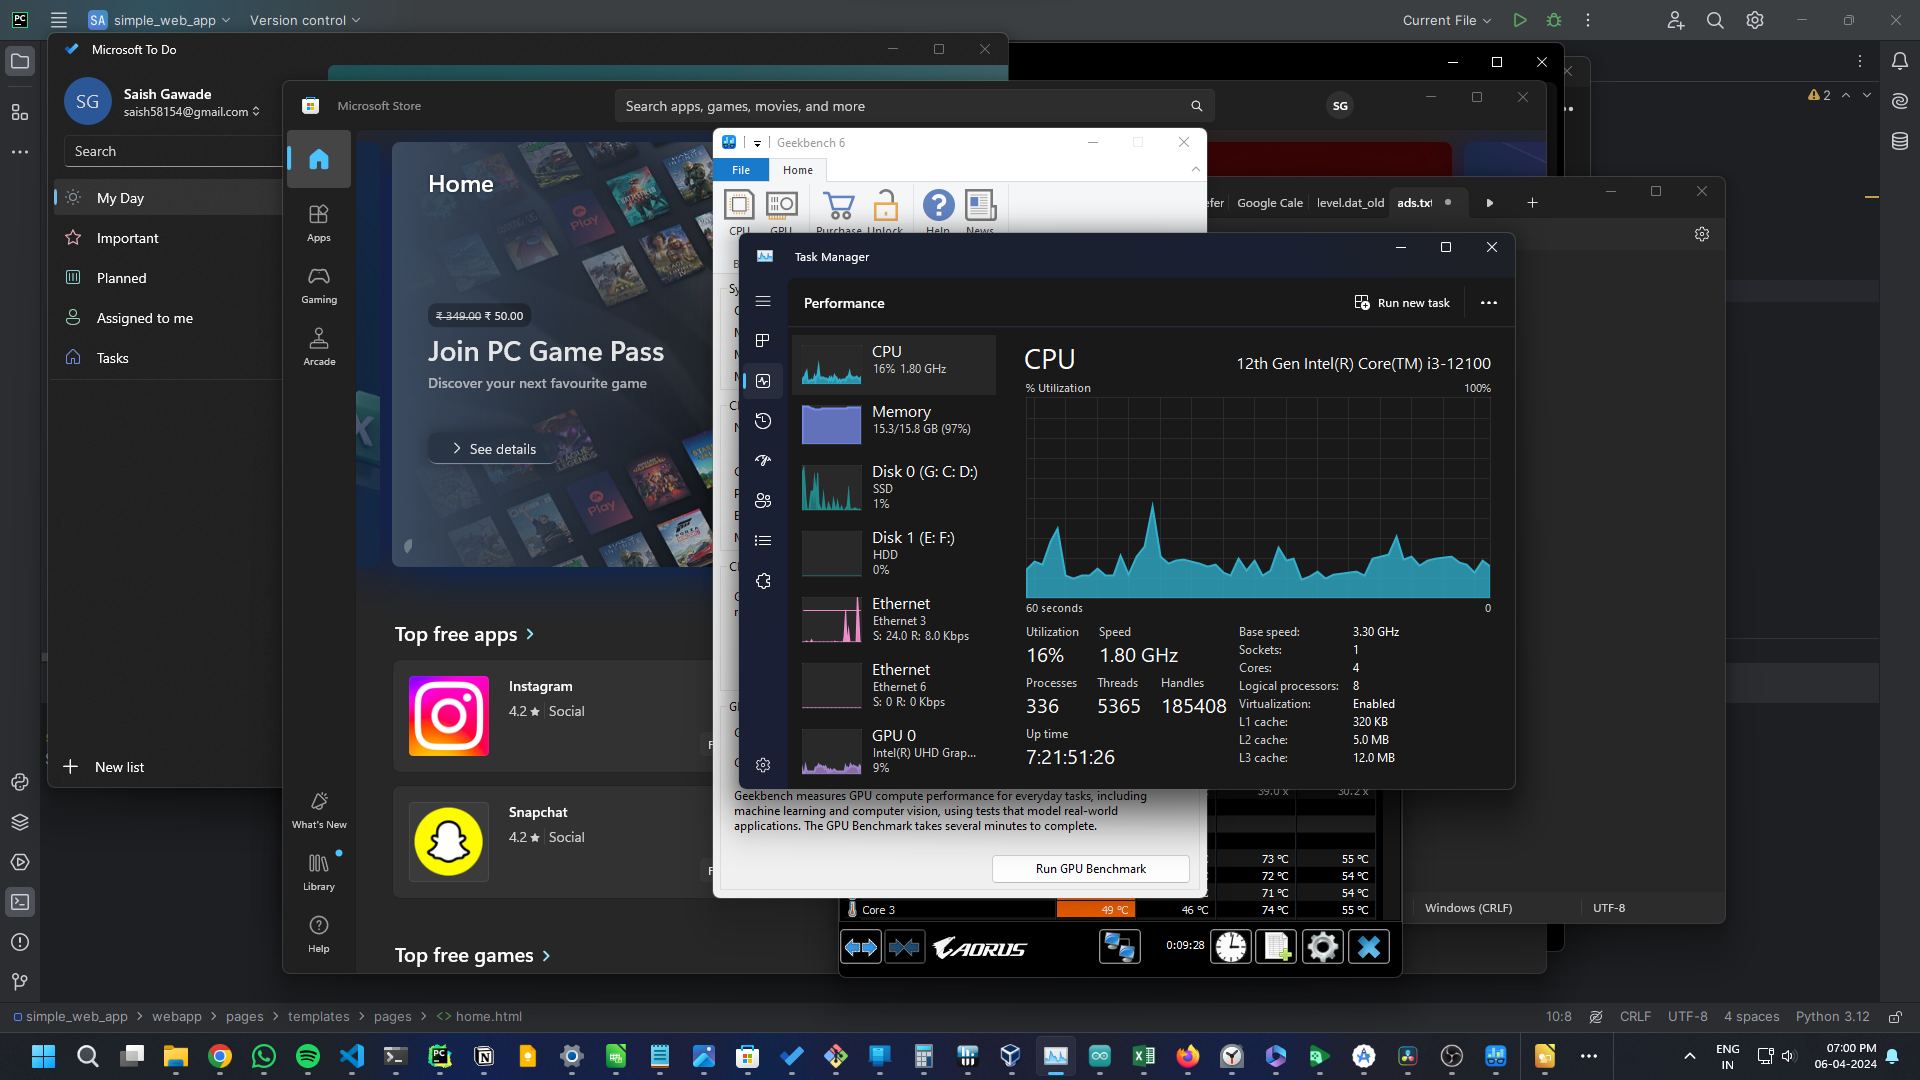 PC
SA simple_web_app
Version control
Current File
Microsoft To Do
SG
Saish Gawade
saish58154@gmail.com
Search
My Day
Important
Planned
Assigned to me
Tasks
New list
Microsoft Store
Search apps, games, movies, and more
SG
Home
Apps
Gaming
Arcade
What's New
Library
Help
₹ 349.00 ₹ 50.00
Join PC Game Pass
Discover your next favourite game
See details
Top free apps
Instagram
4.2 Social
Snapchat
4.2 Social
Top free games
Geekbench 6
File
Home
CPU
GPU
Purchase
Unlock
Help
News
Geekbench measures GPU compute performance for everyday tasks, including
machine learning and computer vision, using tests that model real-world
applications. The GPU Benchmark takes several minutes to complete.
Run GPU Benchmark
2
Google Cale
level.dat_old
ads.txt
Windows (CRLF)
UTF-8
Task Manager
Performance
Run new task
CPU
16% 1.80 GHz
Memory
15.3/15.8 GB (97%)
Disk 0 (G: C: D:)
SSD
1%
Disk 1 (E: F:)
HDD
0%
Ethernet
Ethernet 3
S: 24.0 R: 8.0 Kbps
Ethernet
Ethernet 6
S: 0 R: 0 Kbps
GPU 0
Intel(R) UHD Grap...
9%
CPU
12th Gen Intel(R) Core(TM) i3-12100
% Utilization
100%
60 seconds
0
Utilization
16%
Speed
1.80 GHz
Processes
336
Threads
5365
Handles
185408
Up time
7:21:51:26
Base speed: 3.30 GHz
Sockets: 1
Cores: 4
Logical processors: 8
Virtualization: Enabled
L1 cache: 320 KB
L2 cache: 5.0 MB
L3 cache: 12.0 MB
39.0 x 30.2 x
73 °C 55 °C
72 °C 54 °C
71 °C 54 °C
Core 3 49 °C 46 °C 74 °C 55 °C
AORUS
0:09:28
simple_web_app > webapp > pages > templates > pages > <> home.html
10:8
CRLF
UTF-8
4 spaces
Python 3.12
ENG
IN
07:00 PM
06-04-2024